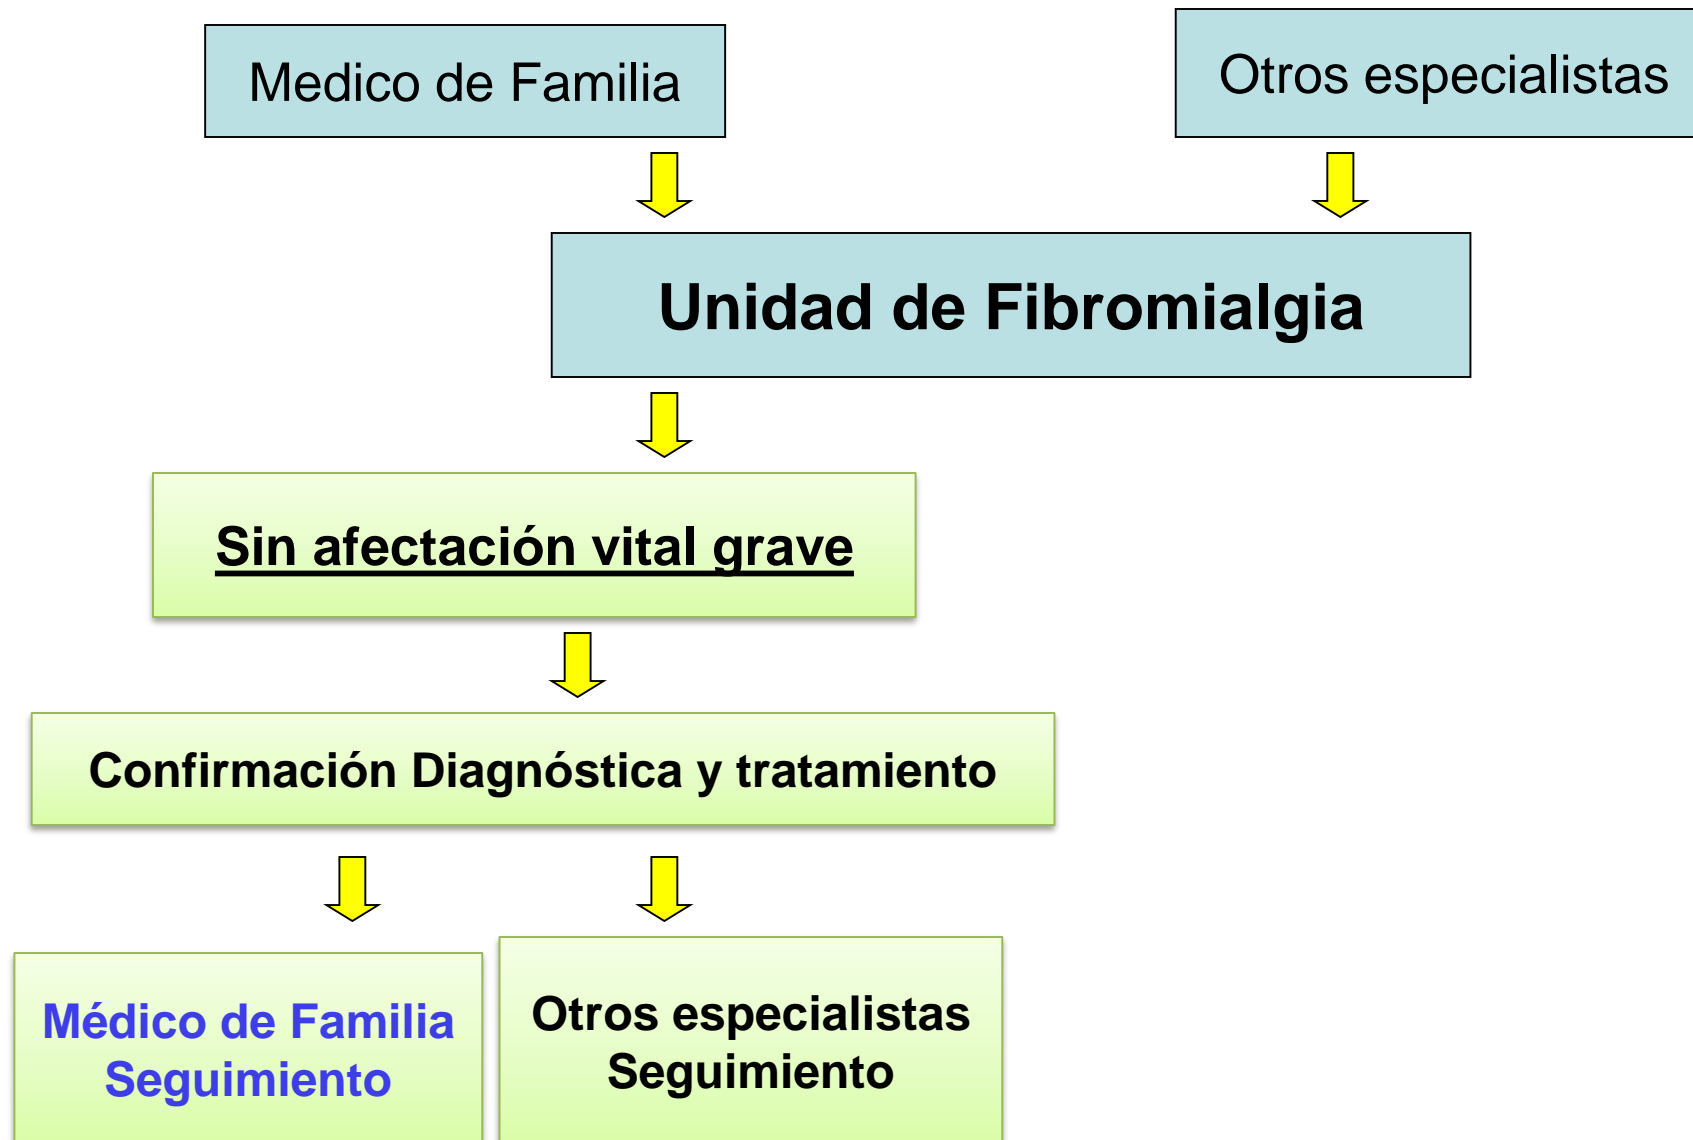 Medico de Familia
Otros especialistas
Unidad de Fibromialgia
Sin afectación vital grave
Confirmación Diagnóstica y tratamiento
Médico de Familia
Seguimiento
Otros especialistas
Seguimiento